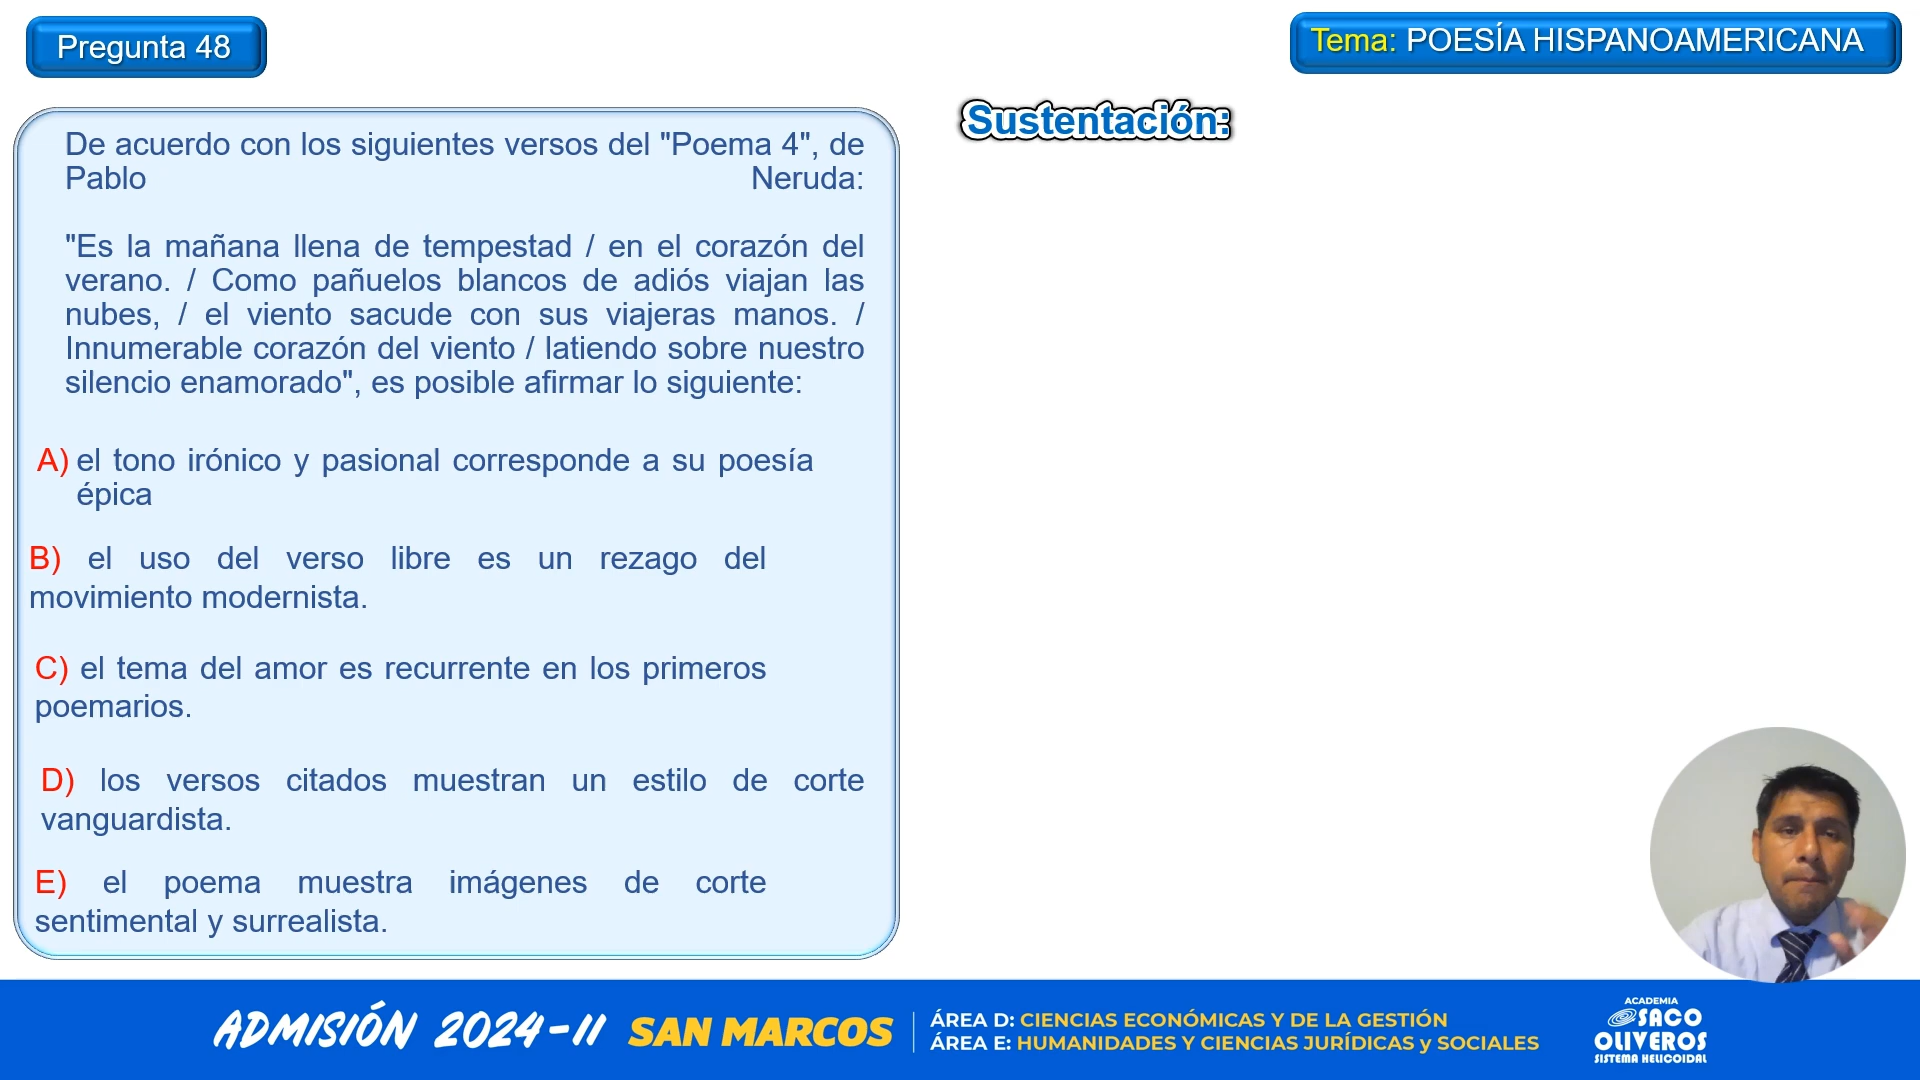 Pregunta 48
Tema: POESÍA HISPANOAMERICANA
Sustentación:
De acuerdo con los siguientes versos del "Poema 4", de
Pablo Neruda:
"Es la mañana llena de tempestad / en el corazón del
verano. / Como pañuelos blancos de adiós viajan las
nubes, / el viento sacude con sus viajeras manos. /
Innumerable corazón del viento / latiendo sobre nuestro
silencio enamorado", es posible afirmar lo siguiente:
A) el tono irónico y pasional corresponde a su poesía
épica
B) el uso del verso libre es un rezago del
movimiento modernista.
C) el tema del amor es recurrente en los primeros
poemarios.
D) los versos citados muestran un estilo de corte
vanguardista.
E) el poema muestra imágenes de corte
sentimental y surrealista.
ADMISIÓN 2024-II SAN MARCOS
ÁREA D: CIENCIAS ECONÓMICAS Y DE LA GESTIÓN
ÁREA E: HUMANIDADES Y CIENCIAS JURÍDICAS y SOCIALES
ACADEMIA
SACO
OLIVEROS
SISTEMA HELICOIDAL